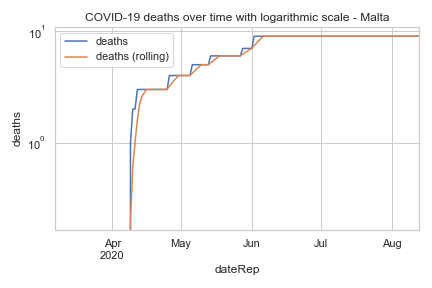 COVID-19 deaths over time with logarithmic scale - Malta
deaths
deaths (rolling)
10¹
10⁰
deaths
Apr
2020
May
Jun
Jul
Aug
dateRep